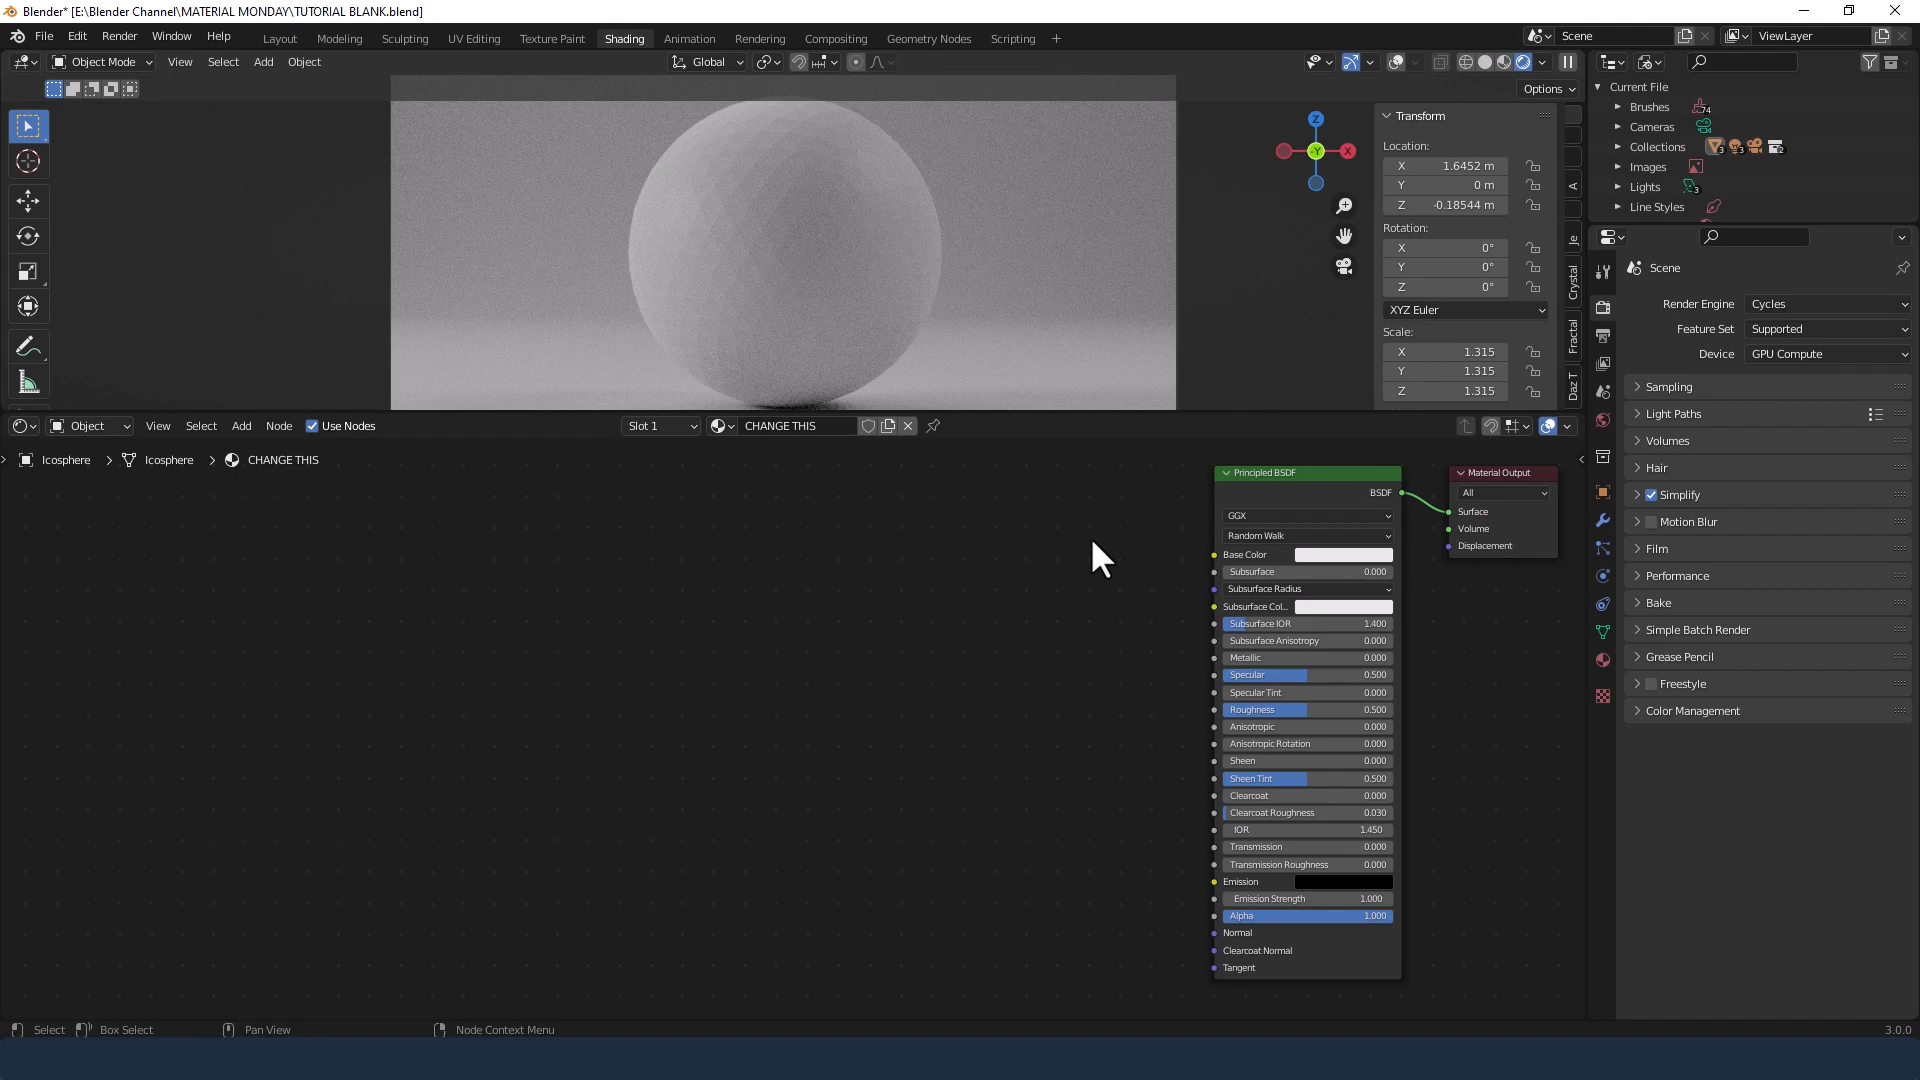 Blender* [E:\Blender Channel\MATERIAL MONDAY\TUTORIAL BLANK.blend]
File Edit Render Window Help
Layout Modeling Sculpting UV Editing Texture Paint Shading Animation Rendering Compositing Geometry Nodes Scripting
Scene
ViewLayer
Object Mode View Select Add Object
Global
Options
Transform
Location:
X 1.6452 m
Y 0 m
Z -0.18544 m
Rotation:
X 0°
Y 0°
Z 0°
XYZ Euler
Scale:
X 1.315
Y 1.315
Z 1.315
A
Je
Crystal
Fractal
Daz T
Z
X
-Y
Current File
Brushes 74
Cameras
Collections 3 3 2
Images
Lights 3
Line Styles
Scene
Render Engine Cycles
Feature Set Supported
Device GPU Compute
Sampling
Light Paths
Volumes
Hair
Simplify
Motion Blur
Film
Performance
Bake
Simple Batch Render
Grease Pencil
Freestyle
Color Management
Object View Select Add Node Use Nodes
Slot 1
CHANGE THIS
Icosphere Icosphere CHANGE THIS
Principled BSDF
BSDF
GGX
Random Walk
Base Color
Subsurface 0.000
Subsurface Radius
Subsurface Col...
Subsurface IOR 1.400
Subsurface Anisotropy 0.000
Metallic 0.000
Specular 0.500
Specular Tint 0.000
Roughness 0.500
Anisotropic 0.000
Anisotropic Rotation 0.000
Sheen 0.000
Sheen Tint 0.500
Clearcoat 0.000
Clearcoat Roughness 0.030
IOR 1.450
Transmission 0.000
Transmission Roughness 0.000
Emission
Emission Strength 1.000
Alpha 1.000
Normal
Clearcoat Normal
Tangent
Material Output
All
Surface
Volume
Displacement
Select Box Select Pan View Node Context Menu
3.0.0